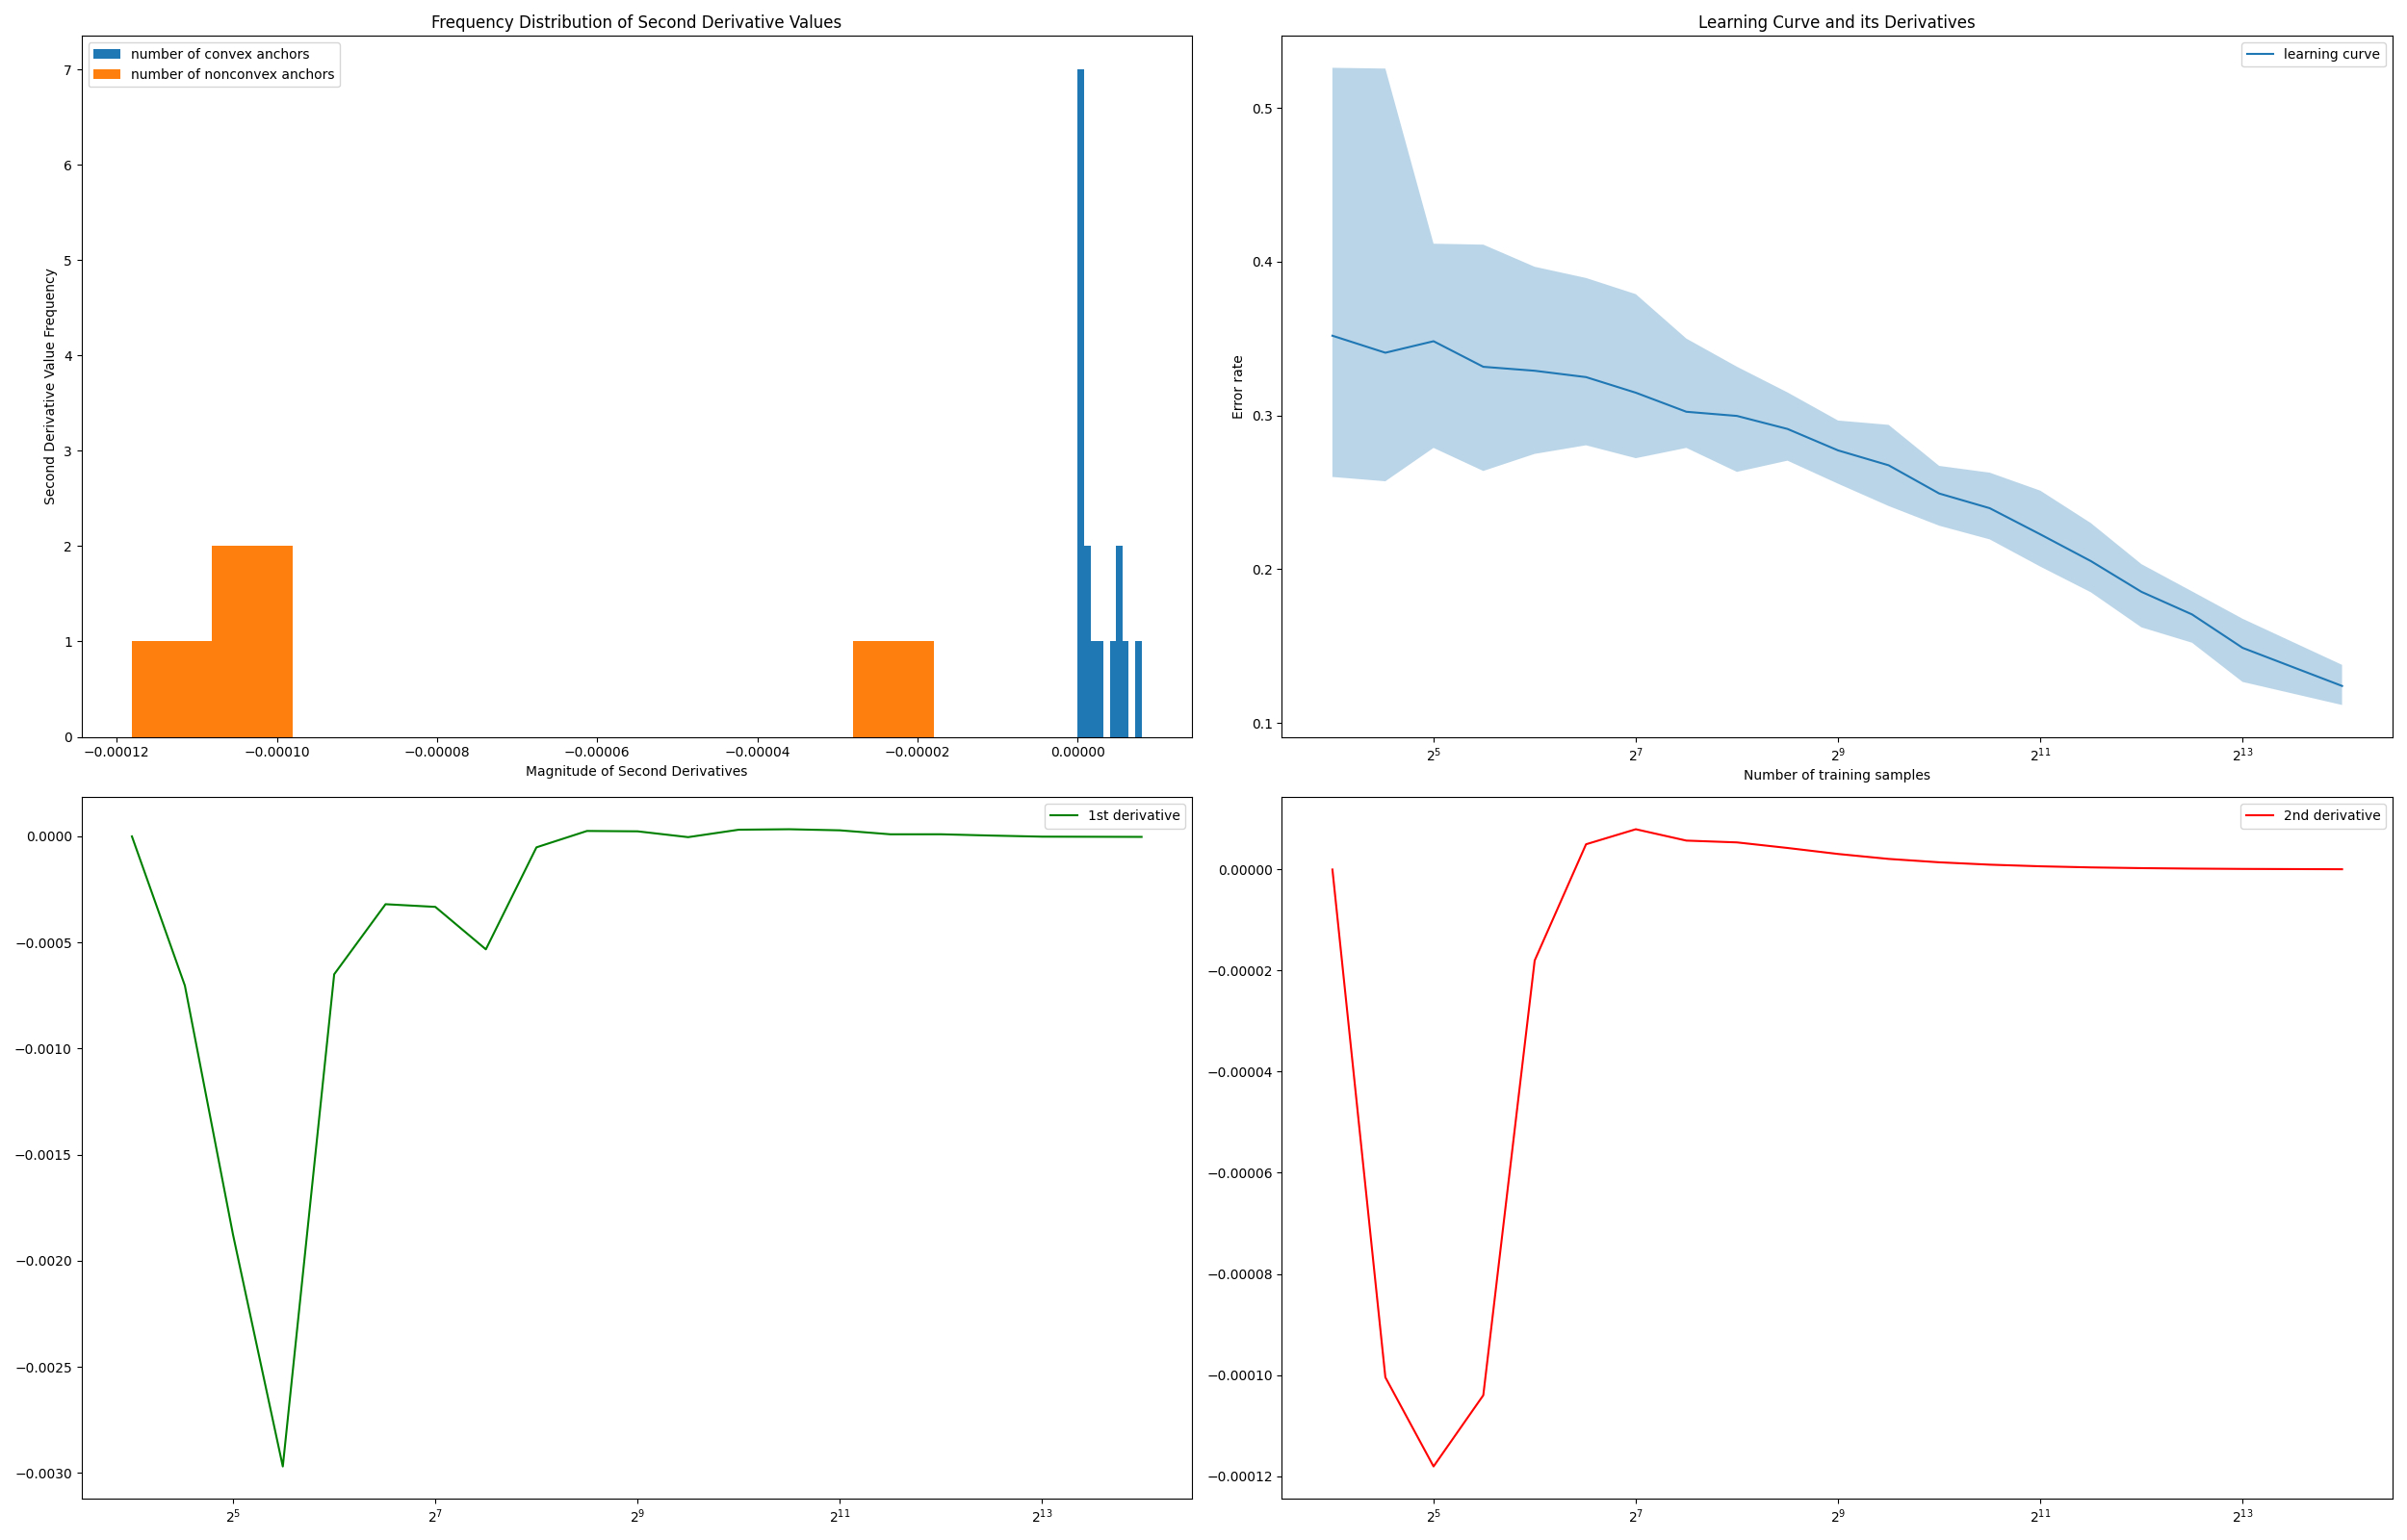 Frequency Distribution of Second Derivative Values
number of convex anchors
number of nonconvex anchors
Second Derivative Value Frequency
7
6
5
4
3
2
1
0
−0.00012 −0.00010 −0.00008 −0.00006 −0.00004 −0.00002 0.00000
Magnitude of Second Derivatives
Learning Curve and its Derivatives
learning curve
Error rate
0.5
0.4
0.3
0.2
0.1
2^5 2^7 2^9 2^11 2^13
Number of training samples
1st derivative
0.0000
−0.0005
−0.0010
−0.0015
−0.0020
−0.0025
−0.0030
2^5 2^7 2^9 2^11 2^13
2nd derivative
0.00000
−0.00002
−0.00004
−0.00006
−0.00008
−0.00010
−0.00012
2^5 2^7 2^9 2^11 2^13